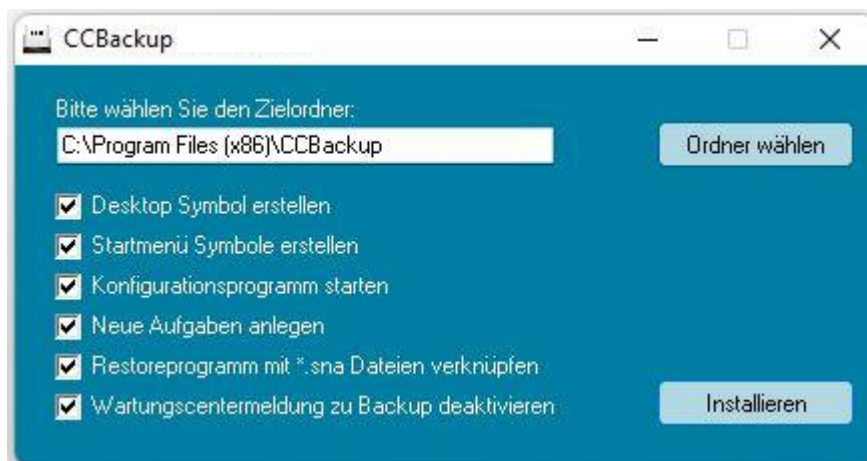 CCBackup
Bitte wählen Sie den Zielordner:
C:\Program Files (x86)\CCBackup
Ordner wählen
Desktop Symbol erstellen
Startmenü Symbole erstellen
Konfigurationsprogramm starten
Neue Aufgaben anlegen
Restoreprogramm mit *.sna Dateien verknüpfen
Wartungscentermeldung zu Backup deaktivieren
Installieren